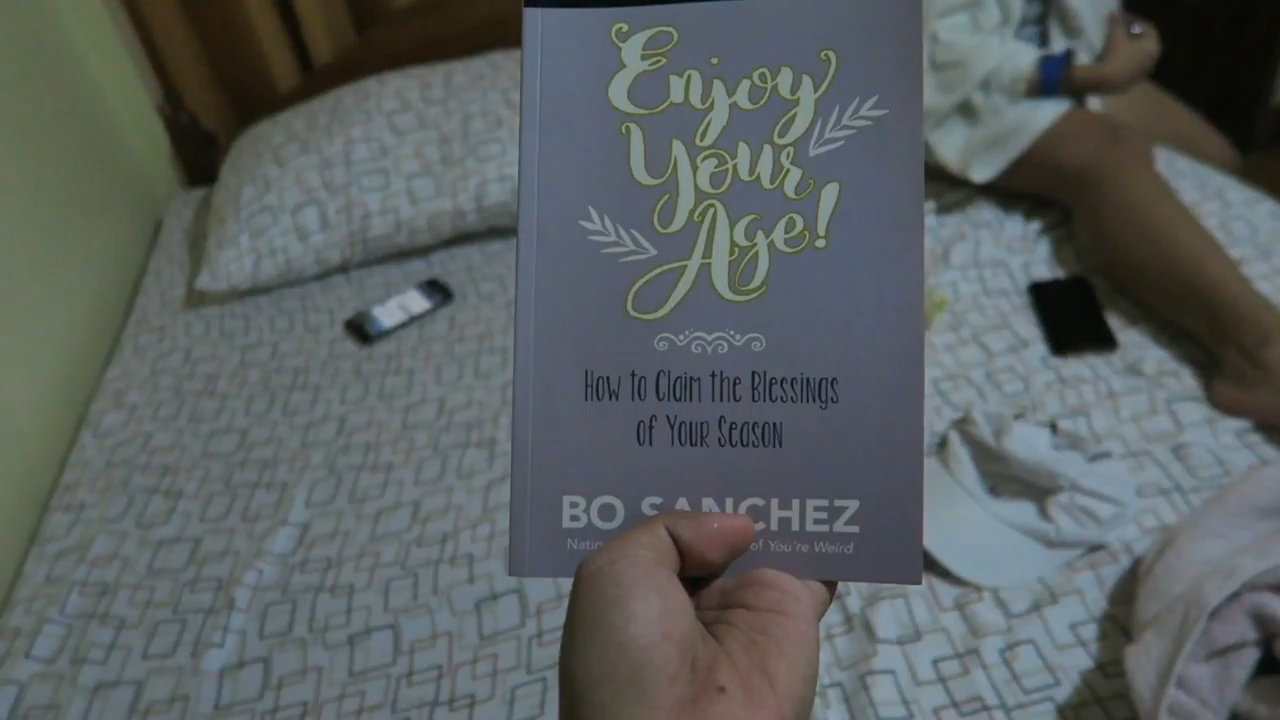 Enjoy
Your
Age!
How to Claim the Blessings
of Your Season
BO SANCHEZ
of You're Weird